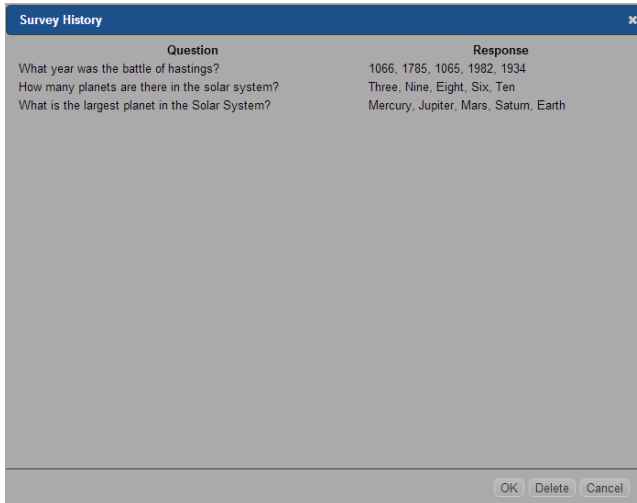 Survey History
Question Response
What year was the battle of hastings? 1066, 1785, 1065, 1982, 1934
How many planets are there in the solar system? Three, Nine, Eight, Six, Ten
What is the largest planet in the Solar System? Mercury, Jupiter, Mars, Saturn, Earth
OK Delete Cancel